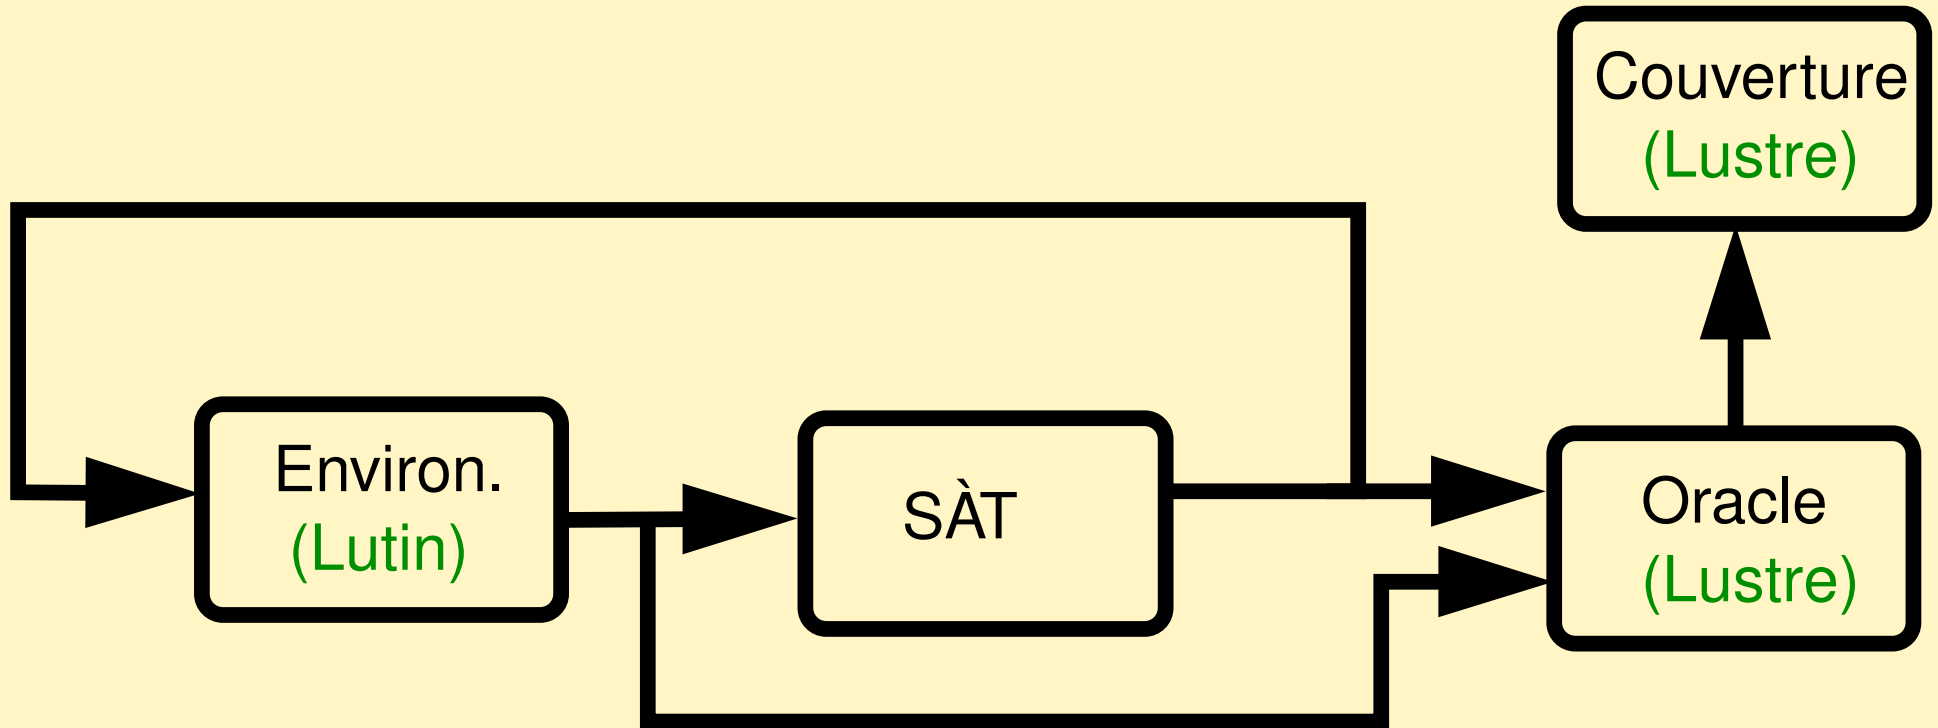 Couverture
(Lustre)
Environ.
(Lutin)
SÀT
Oracle
(Lustre)